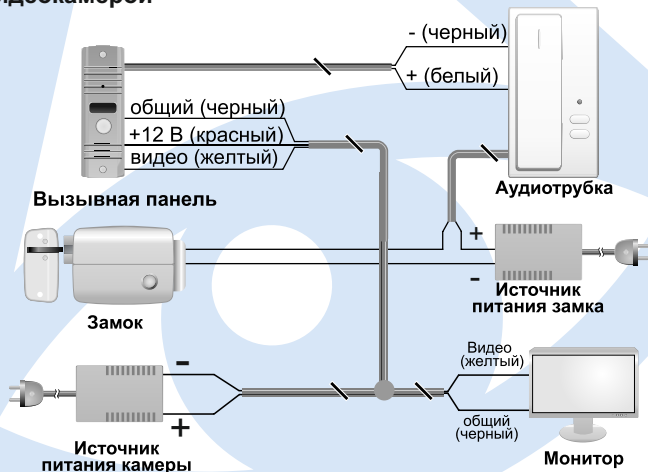 - (черный)
+ (белый)
общий (черный)
+12 В (красный)
видео (желтый)
Вызывная панель
Аудиотрубка
+
-
Источник
питания замка
Замок
-
+
Источник
питания камеры
Видео
(желтый)
общий
(черный)
Монитор